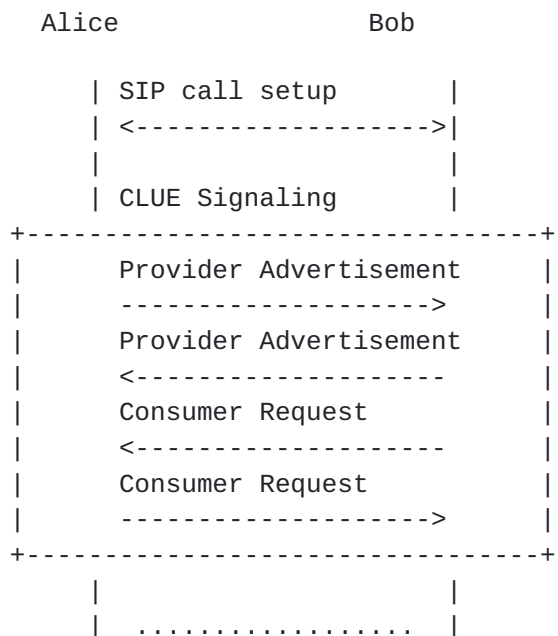 Alice                Bob

     | SIP call setup       |
     | <------------------->|
     |                      |
     | CLUE Signaling       |
+---------------------------------+
|      Provider Advertisement     |
|      -------------------->      |
|      Provider Advertisement     |
|      <--------------------      |
|      Consumer Request           |
|      <--------------------      |
|      Consumer Request           |
|      -------------------->      |
+---------------------------------+
     |                      |
     |  ..................  |